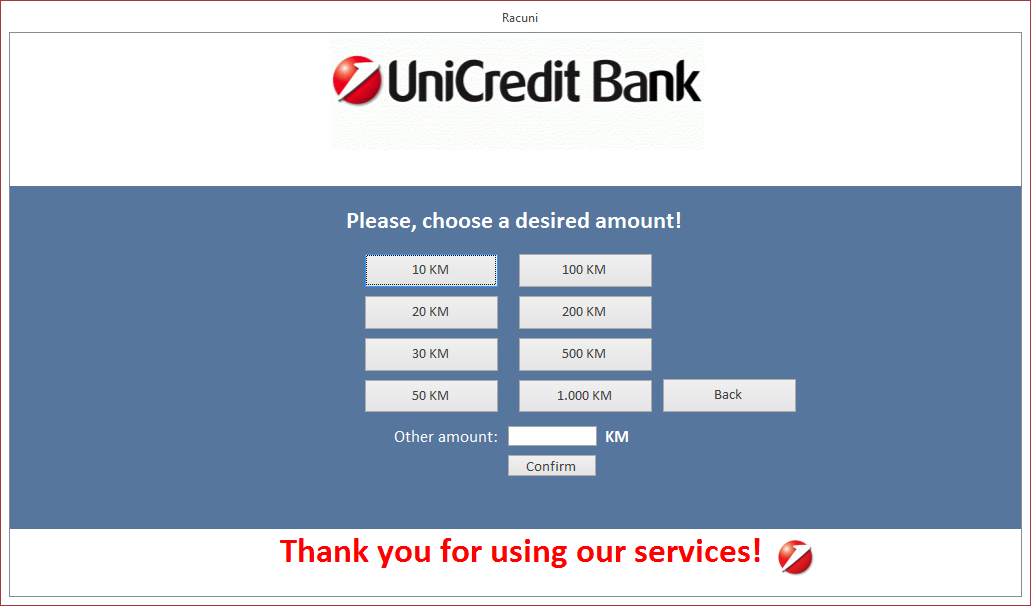 Racuni
UniCredit Bank
Please, choose a desired amount!
10 KM 100 KM
20 KM 200 KM
30 KM 500 KM
50 KM 1.000 KM Back
Other amount: KM
Confirm
Thank you for using our services!